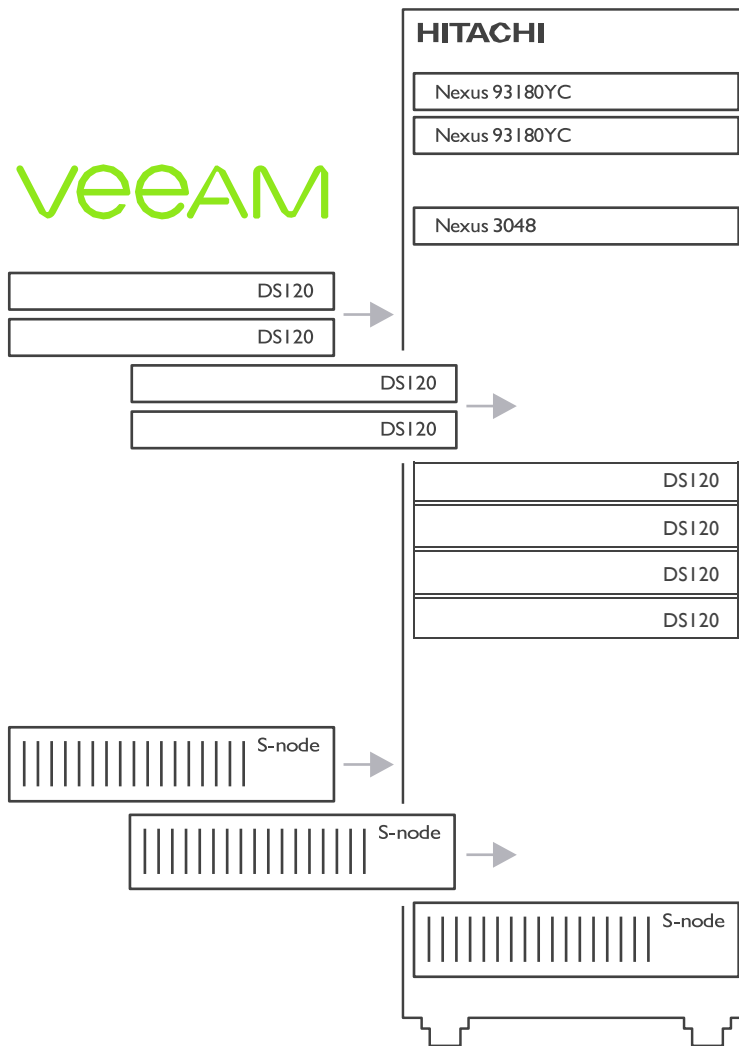 HITACHI
Nexus 93180YC
Nexus 93180YC
veeAM
Nexus 3048
DS120
DS120
DS120
DS120
DS120
DS120
DS120
DS120
S-node
S-node
S-node